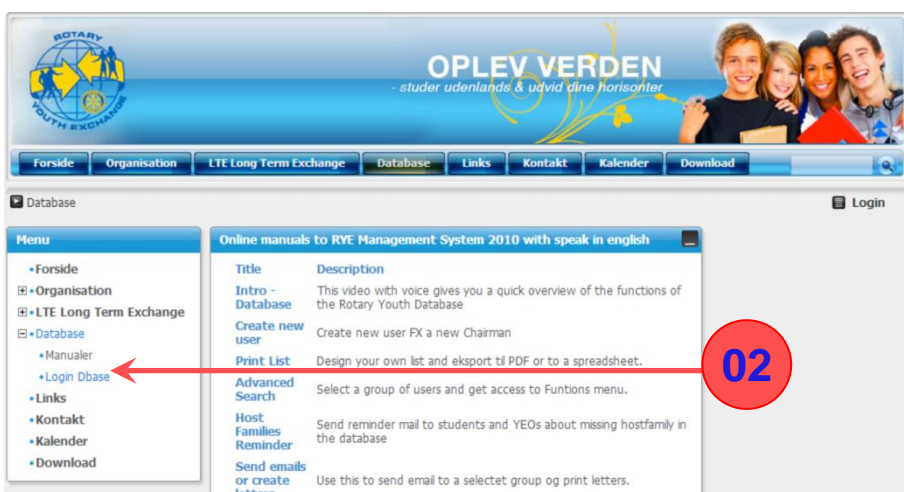 ROTARY
YOUTH EXCHANGE
OPLEV VERDEN
- studer udenlands & udvid dine horisonter
Forside Organisation LTE Long Term Exchange Database Links Kontakt Kalender Download
Database
Login
Menu
Forside
Organisation
LTE Long Term Exchange
Database
Manualer
Login Dbase
Links
Kontakt
Kalender
Download
Online manuals to RYE Management System 2010 with speak in english
Title Description
Intro -
Database
This video with voice gives you a quick overview of the functions of
the Rotary Youth Database
Create new
user
Create new user FX a new Chairman
Print List Design your own list and eksport til PDF or to a spreadsheet.
Advanced
Search
Select a group of users and get access to Funtions menu.
Host
Families
Reminder
Send reminder mail to students and YEOs about missing hostfamily in
the database
Send emails
or create
letters
Use this to send email to a selectet group og print letters.
02